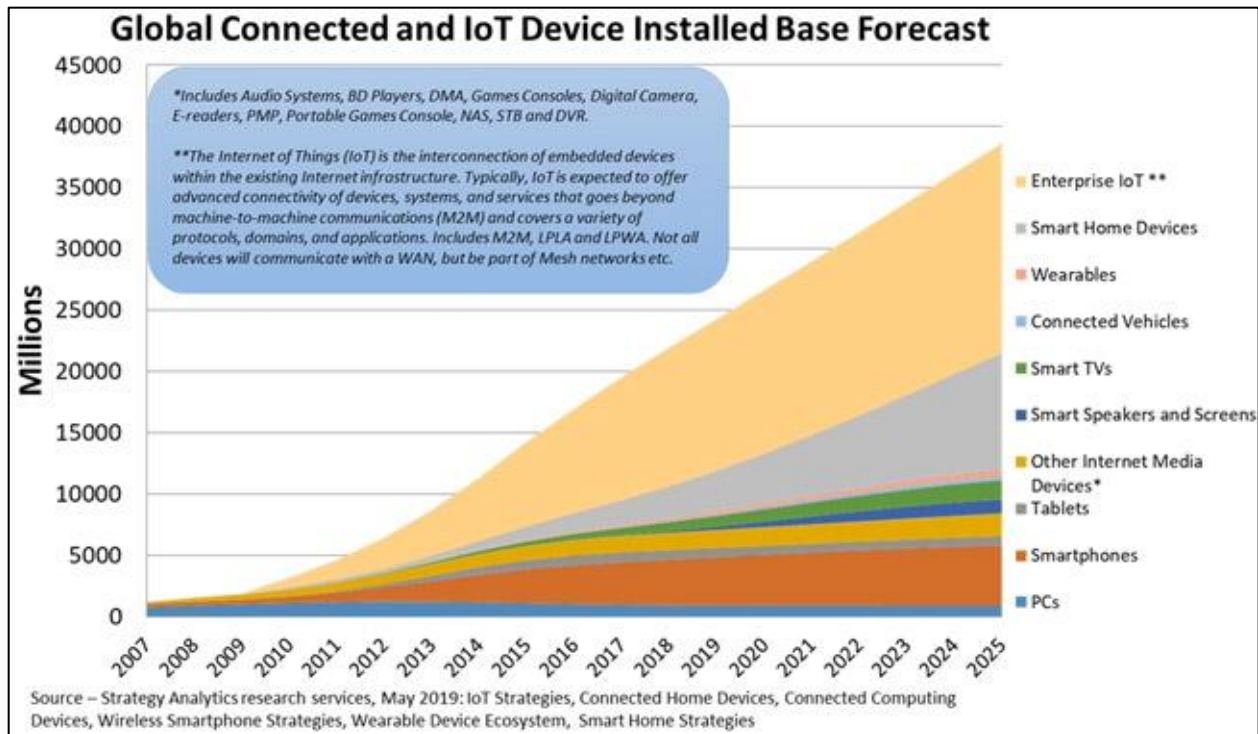 Global Connected and IoT Device Installed Base Forecast
*Includes Audio Systems, BD Players, DMA, Games Consoles, Digital Camera,
E-readers, PMP, Portable Games Console, NAS, STB and DVR.
**The Internet of Things (IoT) is the interconnection of embedded devices
within the existing Internet infrastructure. Typically, IoT is expected to offer
advanced connectivity of devices, systems, and services that goes beyond
machine-to-machine communications (M2M) and covers a variety of
protocols, domains, and applications. Includes M2M, LPLA and LPWA. Not all
devices will communicate with a WAN, but be part of Mesh networks etc.
Millions
45000
40000
35000
30000
25000
20000
15000
10000
5000
0
2007
2008
2009
2010
2011
2012
2013
2014
2015
2016
2017
2018
2019
2020
2021
2022
2023
2024
2025
Enterprise IoT **
Smart Home Devices
Wearables
Connected Vehicles
Smart TVs
Smart Speakers and Screens
Other Internet Media
Devices*
Tablets
Smartphones
PCs
Source – Strategy Analytics research services, May 2019: IoT Strategies, Connected Home Devices, Connected Computing
Devices, Wireless Smartphone Strategies, Wearable Device Ecosystem, Smart Home Strategies